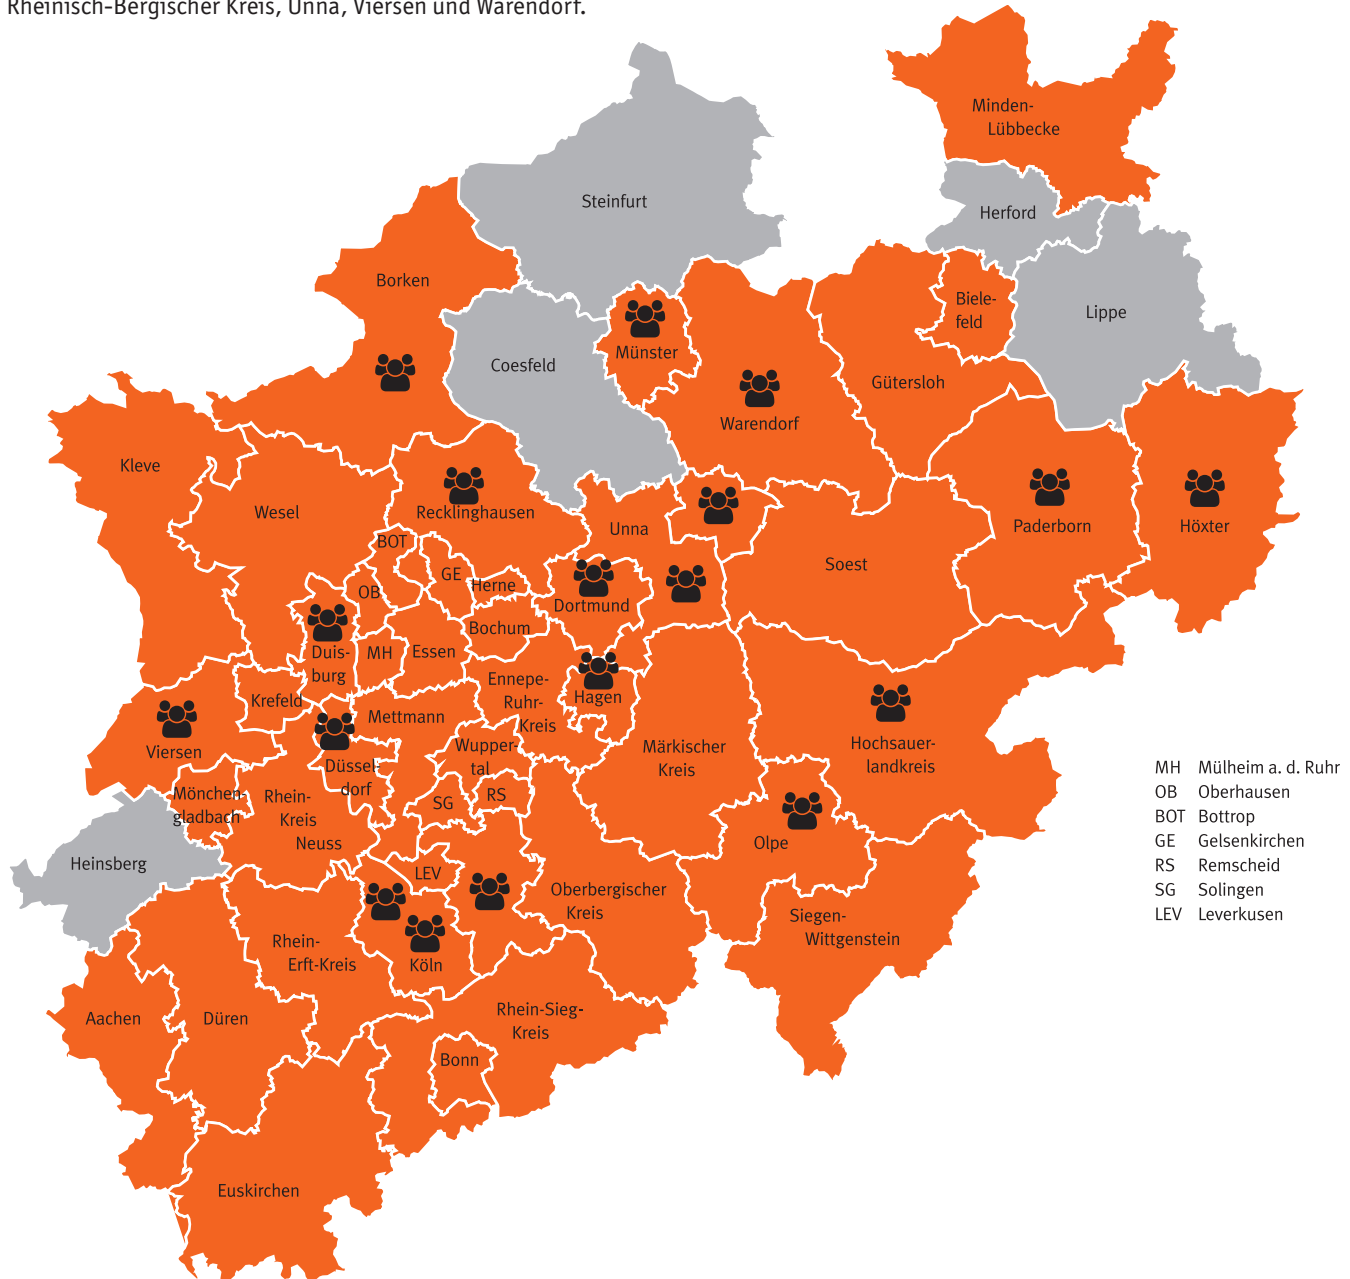 Rheinisch-Bergischer Kreis, Unna, Viersen und Warendorf.
Minden-
Lübbecke
Steinfurt
Herford
Borken
Biele-
feld
Lippe
Münster
Coesfeld
Gütersloh
Warendorf
Kleve
Wesel
Recklinghausen
Unna
Paderborn
Höxter
BOT
Soest
GE
Herne
OB
Dortmund
Bochum
Duis-
burg
MH
Essen
Ennepe-
Ruhr-
Kreis
Hagen
Krefeld
Mettmann
Viersen
Wupper-
tal
Märkischer
Kreis
Hochsauer-
landkreis
Düssel-
dorf
Mönchen-
gladbach
Rhein-
Kreis
Neuss
SG
RS
Olpe
Heinsberg
LEV
Oberbergischer
Kreis
Siegen-
Wittgenstein
Rhein-
Erft-Kreis
Köln
Aachen
Düren
Rhein-Sieg-
Kreis
Bonn
Euskirchen
MH Mülheim a. d. Ruhr
OB Oberhausen
BOT Bottrop
GE Gelsenkirchen
RS Remscheid
SG Solingen
LEV Leverkusen